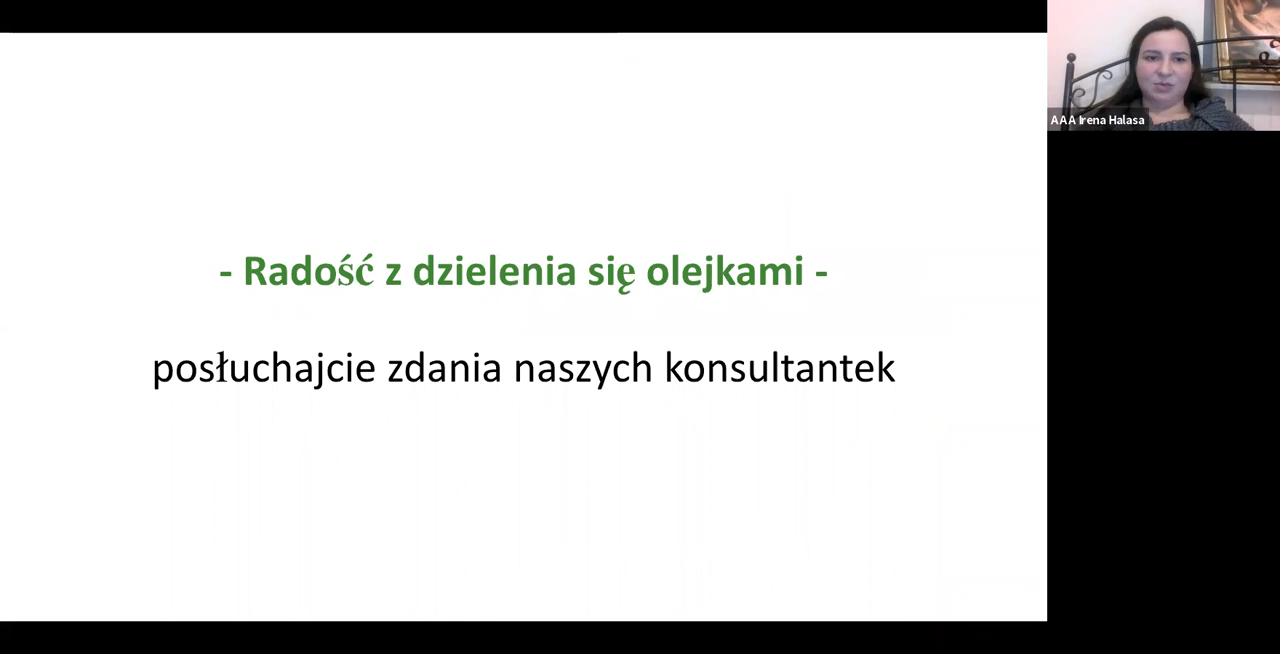 - Radość z dzielenia się olejkami -
posłuchajcie zdania naszych konsultantek
AAA Irena Halasa